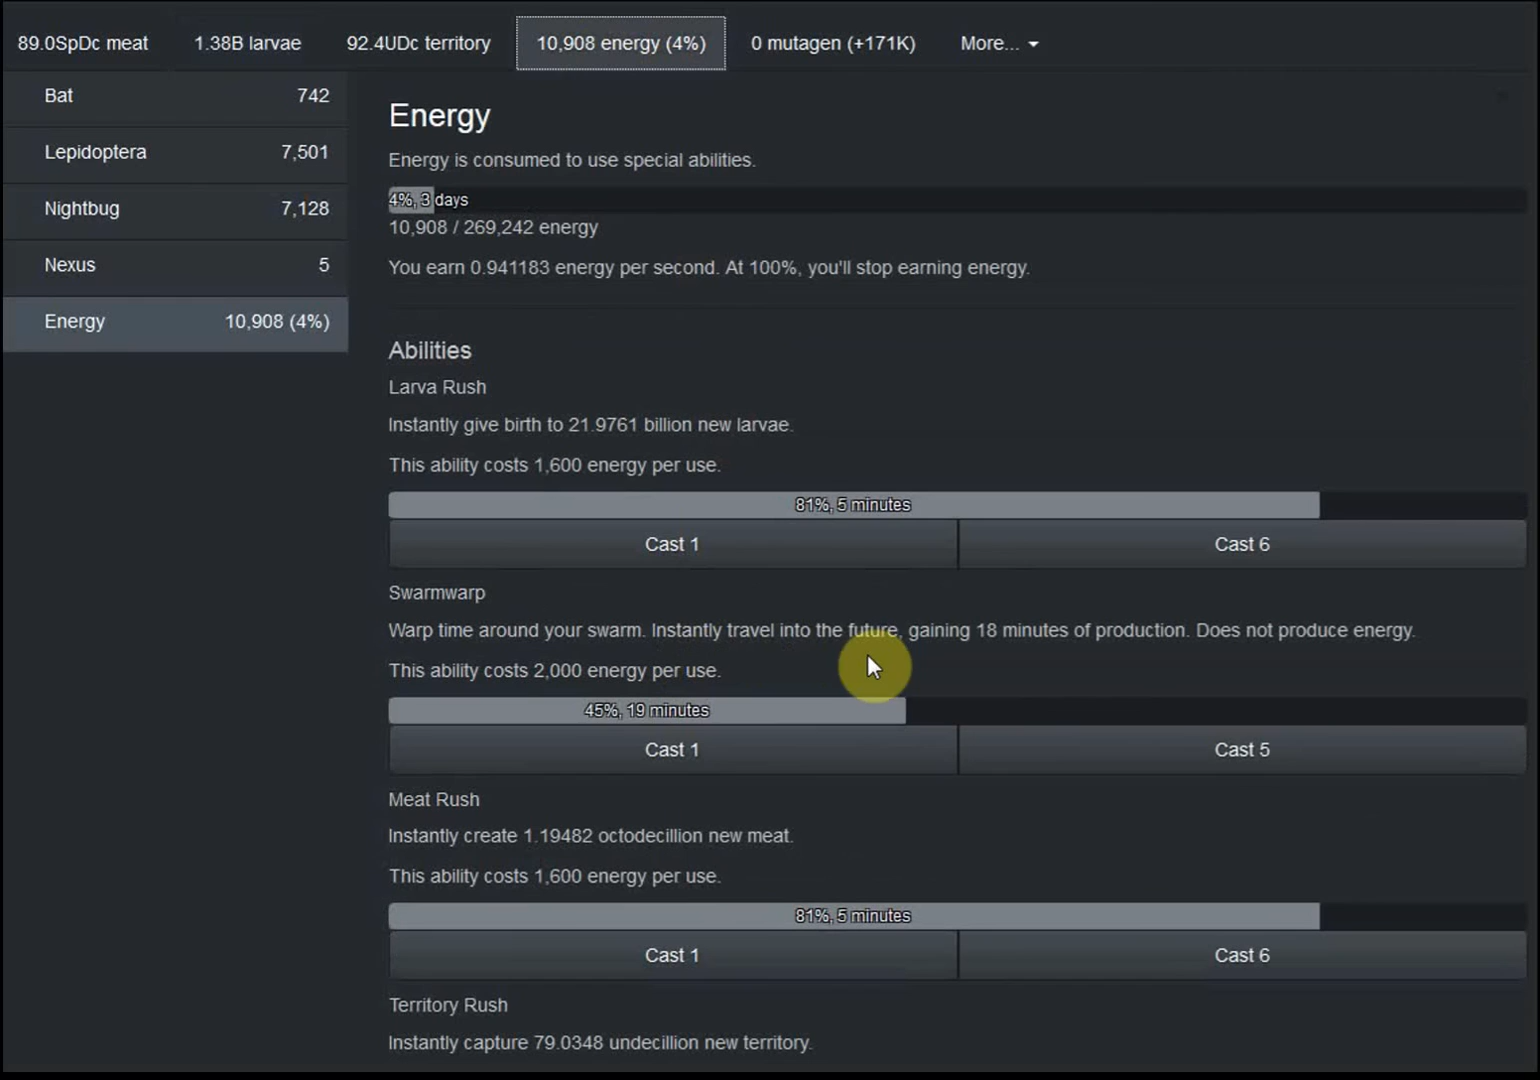 89.0SpDc meat 1.38B larvae 92.4UDc territory 10,908 energy (4%) 0 mutagen (+171K) More...
Bat 742
Lepidoptera 7,501
Nightbug 7,128
Nexus 5
Energy 10,908 (4%)
Energy
Energy is consumed to use special abilities.
4%, 3 days
10,908 / 269,242 energy
You earn 0.941183 energy per second. At 100%, you'll stop earning energy.
Abilities
Larva Rush
Instantly give birth to 21.9761 billion new larvae.
This ability costs 1,600 energy per use.
81%, 5 minutes
Cast 1 Cast 6
Swarmwarp
Warp time around your swarm. Instantly travel into the future, gaining 18 minutes of production. Does not produce energy.
This ability costs 2,000 energy per use.
45%, 19 minutes
Cast 1 Cast 5
Meat Rush
Instantly create 1.19482 octodecillion new meat.
This ability costs 1,600 energy per use.
81%, 5 minutes
Cast 1 Cast 6
Territory Rush
Instantly capture 79.0348 undecillion new territory.